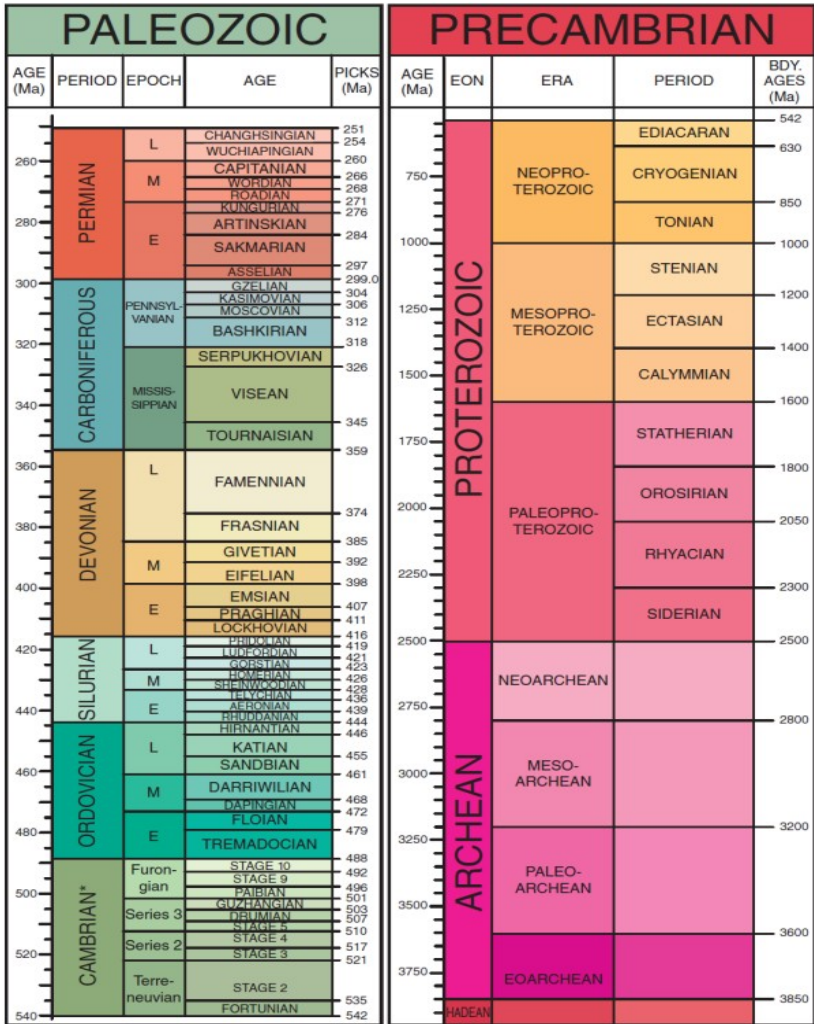 PALEOZOIC
AGE (Ma)
PERIOD
EPOCH
AGE
PICKS (Ma)
260
280
300
320
340
360
380
400
420
440
460
480
500
520
540
PERMIAN
CARBONIFEROUS
DEVONIAN
SILURIAN
ORDOVICIAN
CAMBRIAN*
L
M
E
PENNSYL-
VANIAN
MISSIS-
SIPPIAN
L
M
E
L
M
E
L
M
E
Furon-
gian
Series 3
Series 2
Terre-
neuvian
CHANGHSINGIAN
WUCHIAPINGIAN
CAPITANIAN
WORDIAN
ROADIAN
KUNGURIAN
ARTINSKIAN
SAKMARIAN
ASSELIAN
GZELIAN
KASIMOVIAN
MOSCOVIAN
BASHKIRIAN
SERPUKHOVIAN
VISEAN
TOURNAISIAN
FAMENNIAN
FRASNIAN
GIVETIAN
EIFELIAN
EMSIAN
PRAGHIAN
LOCKHOVIAN
PRIDOLIAN
LUDFORDIAN
GORSTIAN
HOMERIAN
SHEINWOODIAN
TELYCHIAN
AERONIAN
RHUDDANIAN
HIRNANTIAN
KATIAN
SANDBIAN
DARRIWILIAN
DAPINGIAN
FLOIAN
TREMADOCIAN
STAGE 10
STAGE 9
PAIBIAN
GUZHANGIAN
DRUMIAN
STAGE 5
STAGE 4
STAGE 3
STAGE 2
FORTUNIAN
251
254
260
266
268
271
276
284
297
299.0
304
306
312
318
326
345
359
374
385
392
398
407
411
416
419
421
423
426
428
436
439
444
446
455
461
468
472
479
488
492
496
501
503
507
510
517
521
535
542
PRECAMBRIAN
AGE (Ma)
EON
ERA
PERIOD
BDY. AGES (Ma)
750
1000
1250
1500
1750
2000
2250
2500
2750
3000
3250
3500
3750
PROTEROZOIC
ARCHEAN
HADEAN
NEOPRO-
TEROZOIC
MESOPRO-
TEROZOIC
PALEOPRO-
TEROZOIC
NEOARCHEAN
MESO-
ARCHEAN
PALEO-
ARCHEAN
EOARCHEAN
EDIACARAN
CRYOGENIAN
TONIAN
STENIAN
ECTASIAN
CALYMMIAN
STATHERIAN
OROSIRIAN
RHYACIAN
SIDERIAN
542
630
850
1000
1200
1400
1600
1800
2050
2300
2500
2800
3200
3600
3850